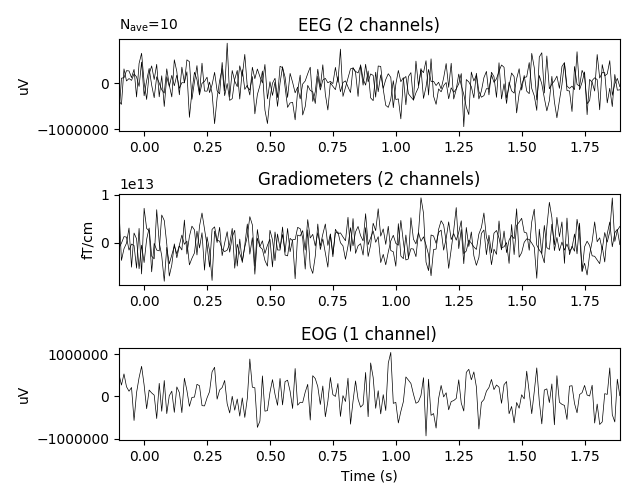 Nave=10
EEG (2 channels)
uV
0
−1000000
0.00 0.25 0.50 0.75 1.00 1.25 1.50 1.75
1e13
Gradiometers (2 channels)
fT/cm
1
0
0.00 0.25 0.50 0.75 1.00 1.25 1.50 1.75
EOG (1 channel)
uV
1000000
0
−1000000
0.00 0.25 0.50 0.75 1.00 1.25 1.50 1.75
Time (s)